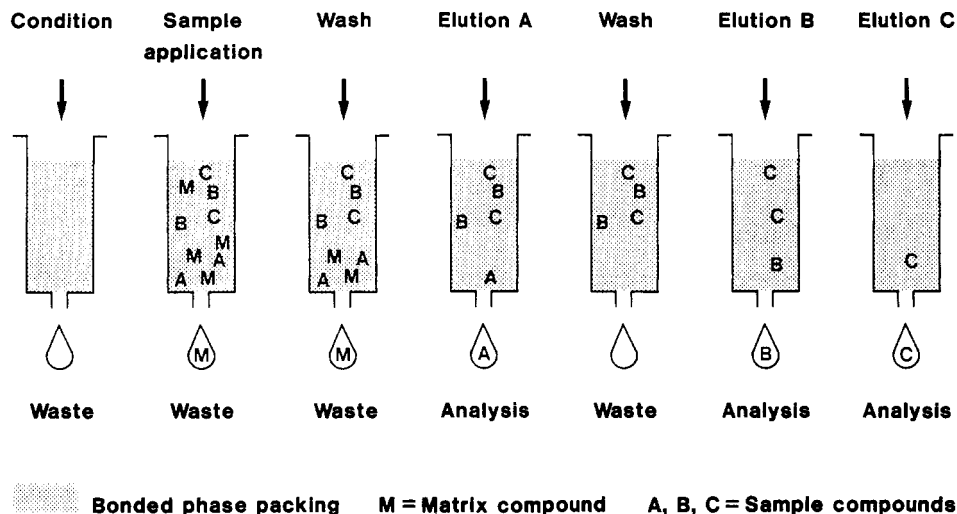 Condition Sample application Wash Elution A Wash Elution B Elution C
C
M
B
B
C
M
M
A
A
M
C
B
B
C
M
A
A
M
C
B
B
C
A
C
B
B
C
C
C
B
C
M M A B C
Waste Waste Waste Analysis Waste Analysis Analysis
Bonded phase packing M = Matrix compound A, B, C = Sample compounds